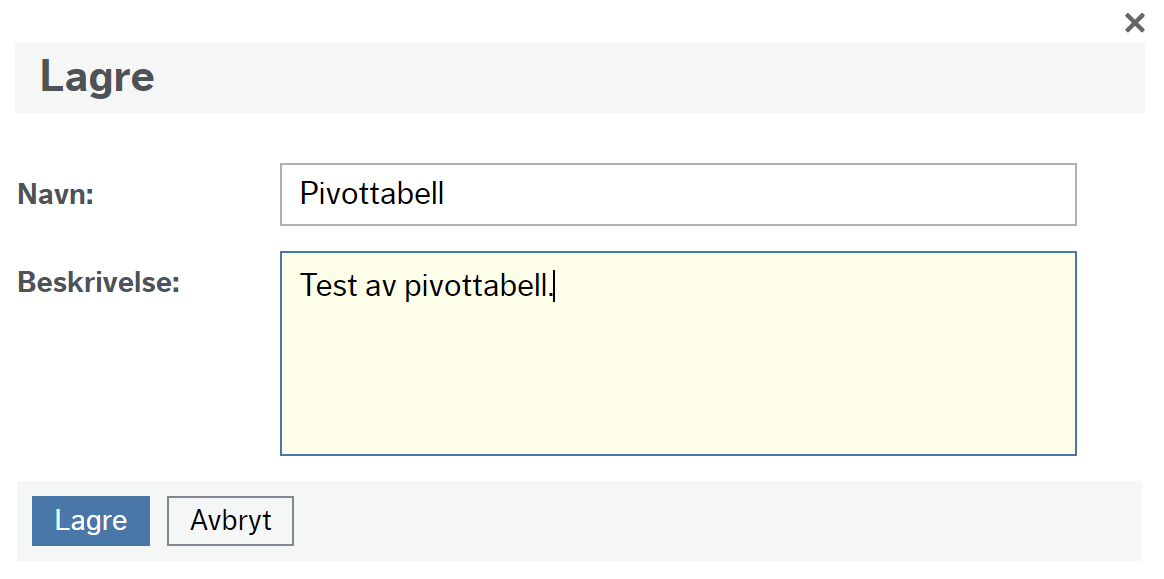 Lagre
Navn:
Pivottabell
Beskrivelse:
Test av pivottabell.
Lagre
Avbryt